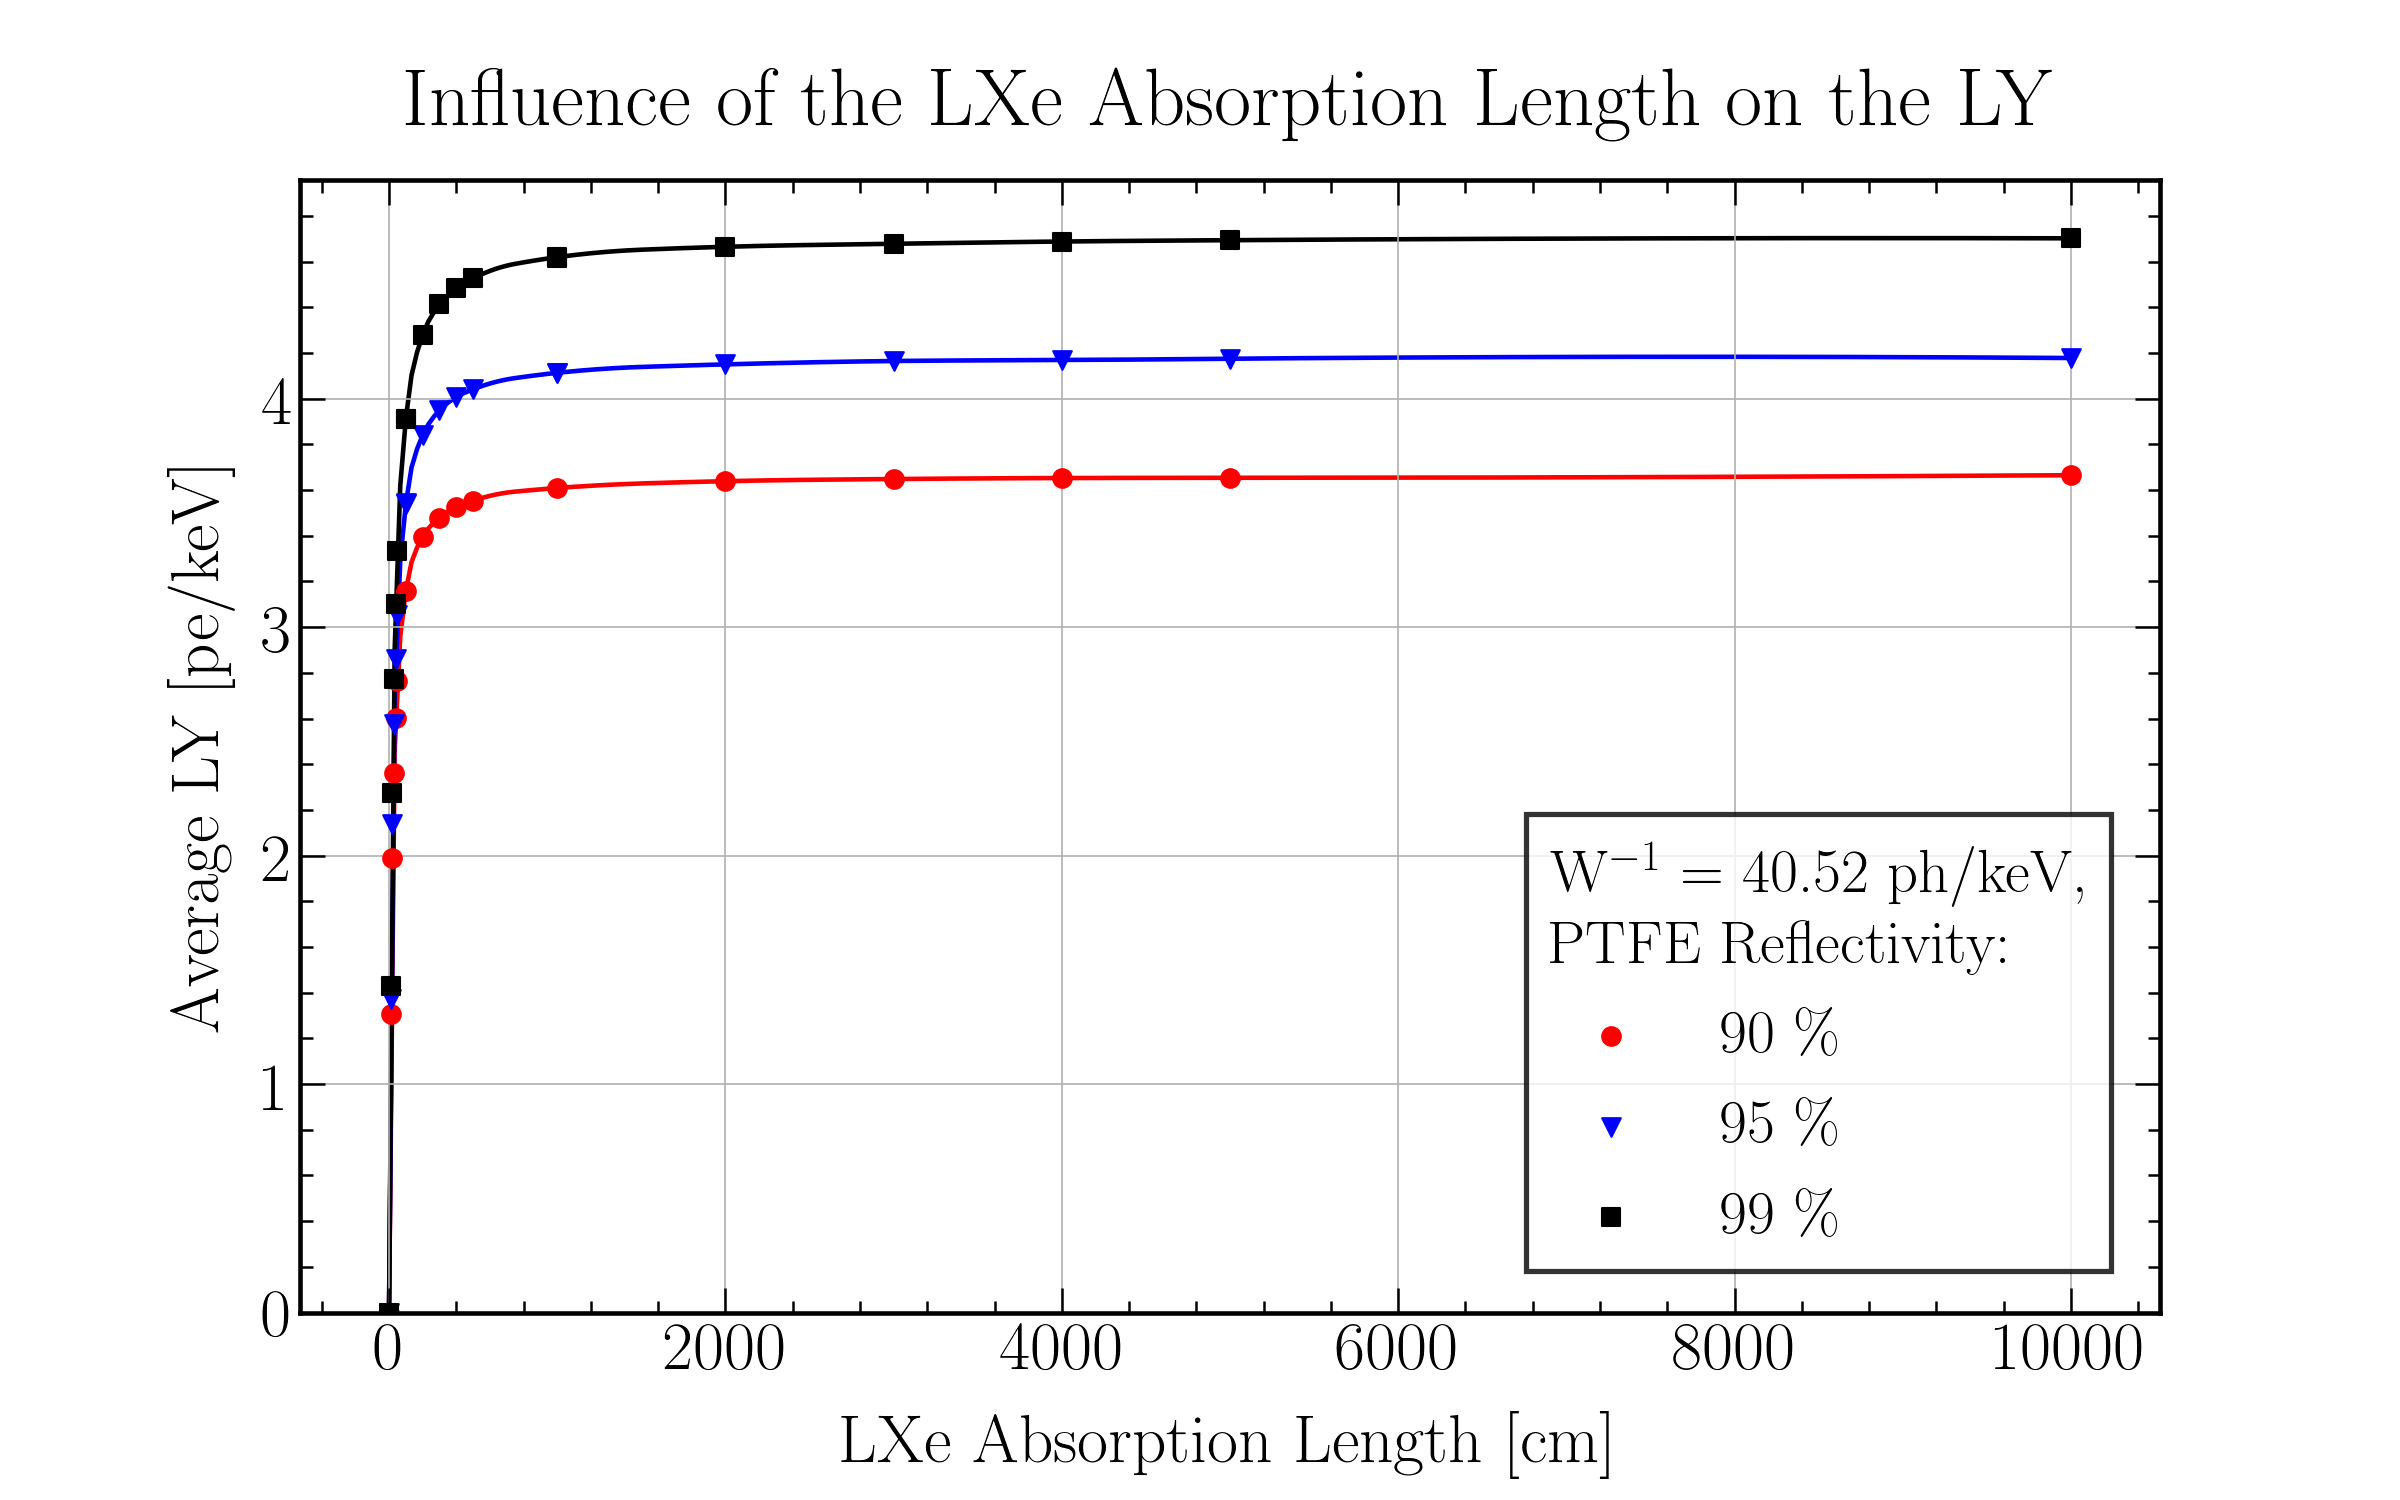 Influence of the LXe Absorption Length on the LY
Average LY [pe/keV]
4
3
2
1
0
0 2000 4000 6000 8000 10000
LXe Absorption Length [cm]
W⁻¹ = 40.52 ph/keV,
PTFE Reflectivity:
90 %
95 %
99 %